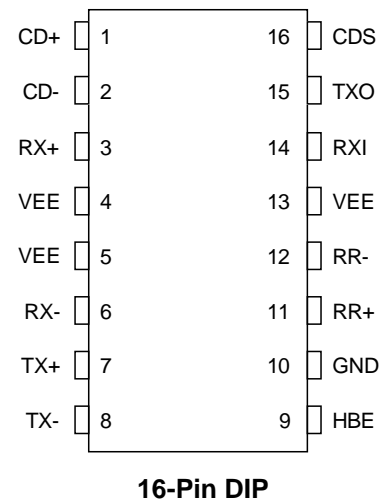 CD+ 1 16 CDS
CD- 2 15 TXO
RX+ 3 14 RXI
VEE 4 13 VEE
VEE 5 12 RR-
RX- 6 11 RR+
TX+ 7 10 GND
TX- 8 9 HBE
16-Pin DIP